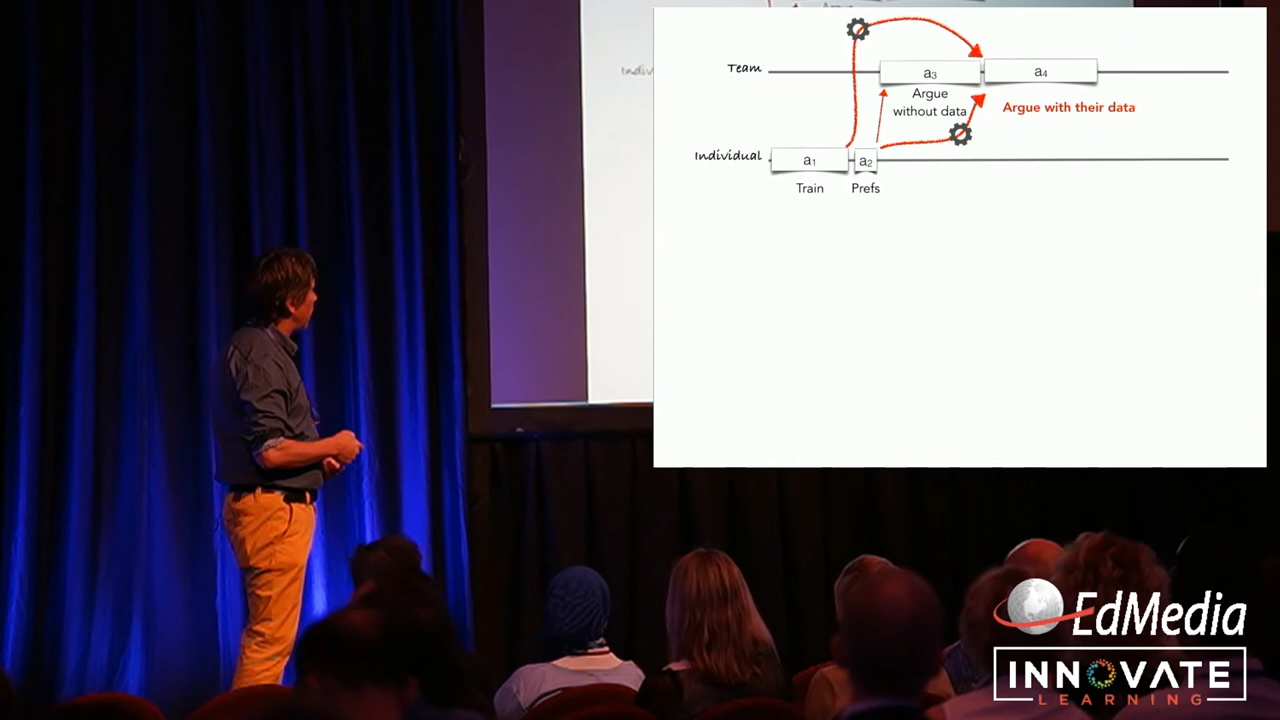 Team
a3
a4
Argue
without data
Argue with their data
Individual
a1
a2
Train
Prefs
EdMedia
INNOVATE
LEARNING